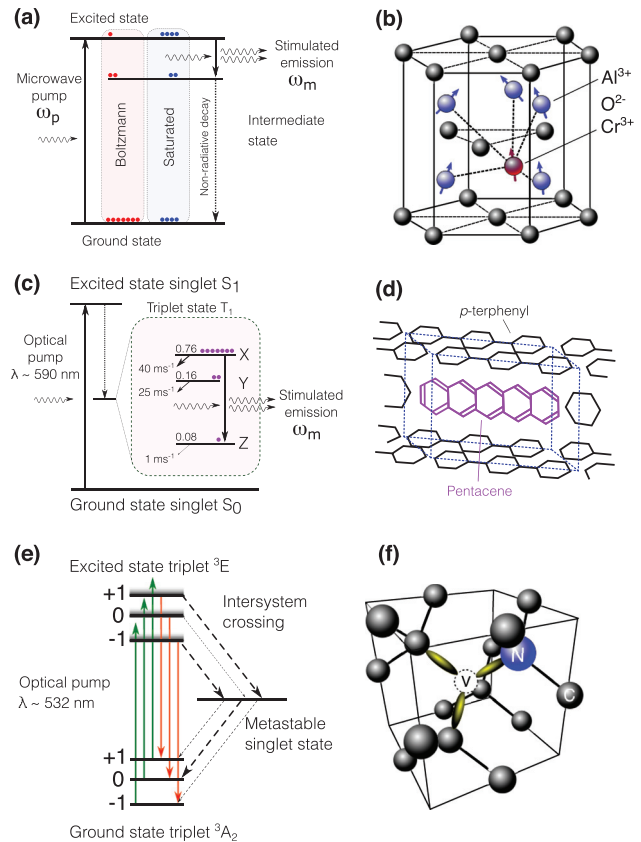 (a)
Excited state
Stimulated
emission
ωm
Microwave
pump
ωp
Boltzmann
Saturated
Non-radiative decay
Intermediate
state
Ground state
(b)
Al3+
O2-
Cr3+
(c)
Excited state singlet S1
Triplet state T1
Optical
pump
λ ~ 590 nm
0.76
X
40 ms-1
0.16
Y
25 ms-1
Stimulated
emission
ωm
0.08
Z
1 ms-1
Ground state singlet S0
(d)
p-terphenyl
Pentacene
(e)
Excited state triplet 3E
+1
0
-1
Intersystem
crossing
Optical pump
λ ~ 532 nm
Metastable
singlet state
+1
0
-1
Ground state triplet 3A2
(f)
N
V
C